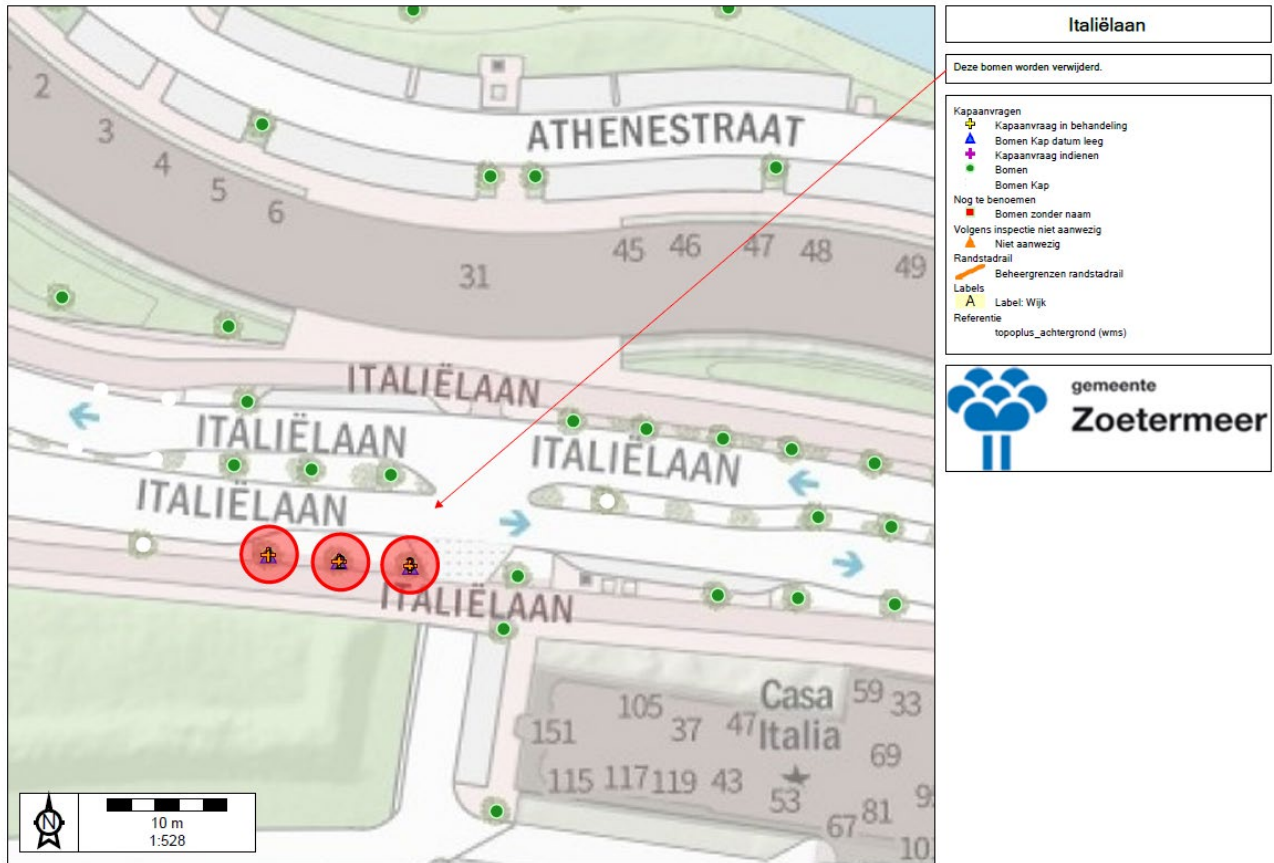 Italiëlaan
Deze bomen worden verwijderd.
Kapaanvragen
Kapaanvraag in behandeling
Bomen Kap datum leeg
Kapaanvraag indienen
Bomen
Bomen Kap
Nog te benoemen
Bomen zonder naam
Volgens inspectie niet aanwezig
Niet aanwezig
Randstadrail
Beheergrenzen randstadrail
Labels
A Label: Wijk
Referentie
topoplus_achtergrond (wms)
gemeente
Zoetermeer
2
3
4
5
6
ATHENESTRAAT
31
45 46 47 48 49
ITALIËLAAN
ITALIËLAAN
ITALIËLAAN
ITALIËLAAN
ITALIËLAAN
Casa
Italia
59 33
105
37 47
151
69
115 117 119 43
53
81
67
N
10 m
1:528